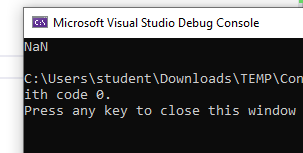 Microsoft Visual Studio Debug Console
NaN
C:\Users\student\Downloads\TEMP\Con
ith code 0.
Press any key to close this window